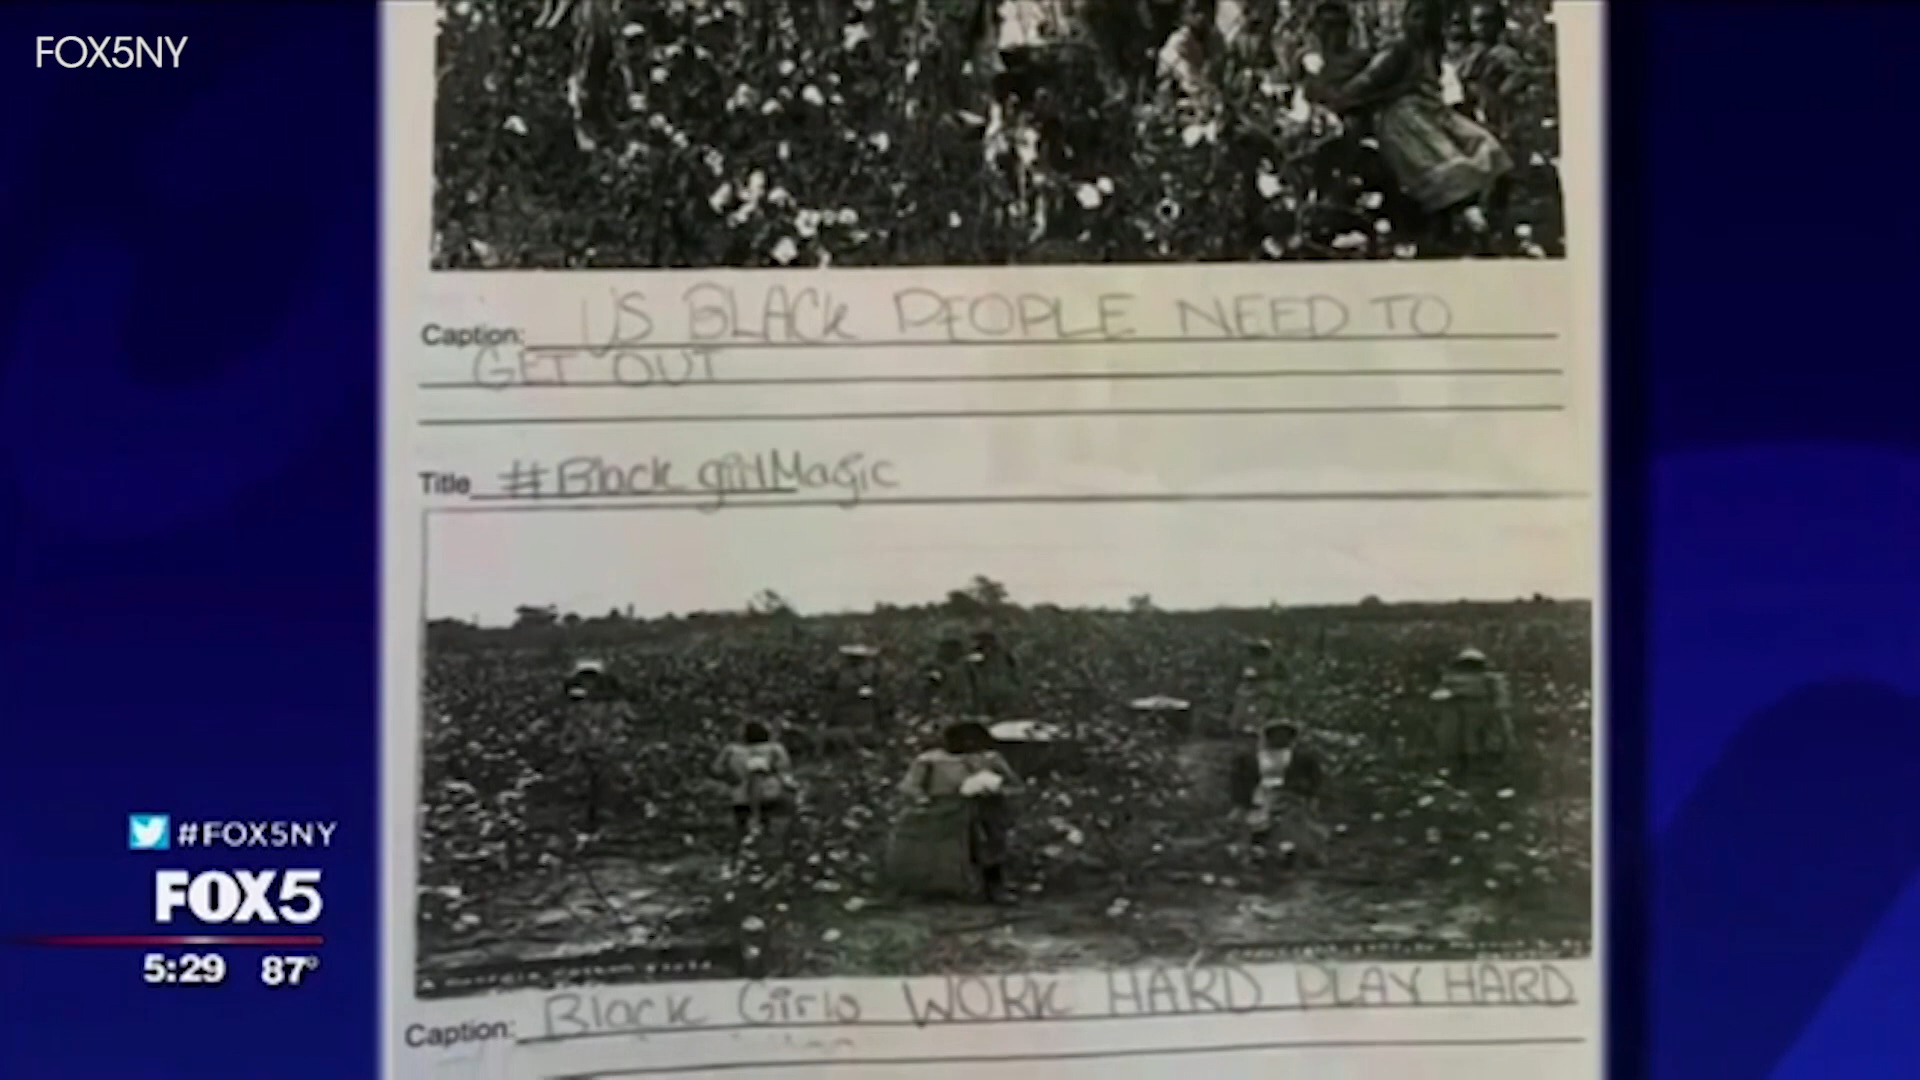 FOX5NY
Caption: US BLACK PEOPLE NEED TO
GET OUT
Title #BlackgirlMagic
Caption: Black Girls WORK HARD PLAY HARD
#FOX5NY
FOX5
5:29 87°